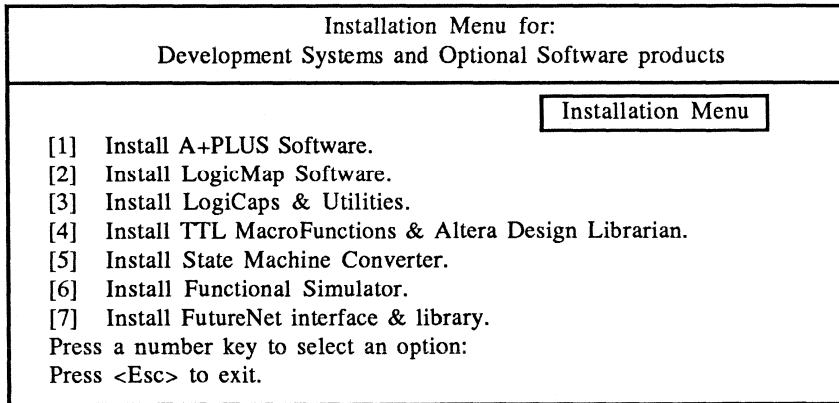 Installation Menu for:
Development Systems and Optional Software products
Installation Menu
[1] Install A+PLUS Software.
[2] Install LogicMap Software.
[3] Install LogiCaps & Utilities.
[4] Install TTL MacroFunctions & Altera Design Librarian.
[5] Install State Machine Converter.
[6] Install Functional Simulator.
[7] Install FutureNet interface & library.
Press a number key to select an option:
Press <Esc> to exit.